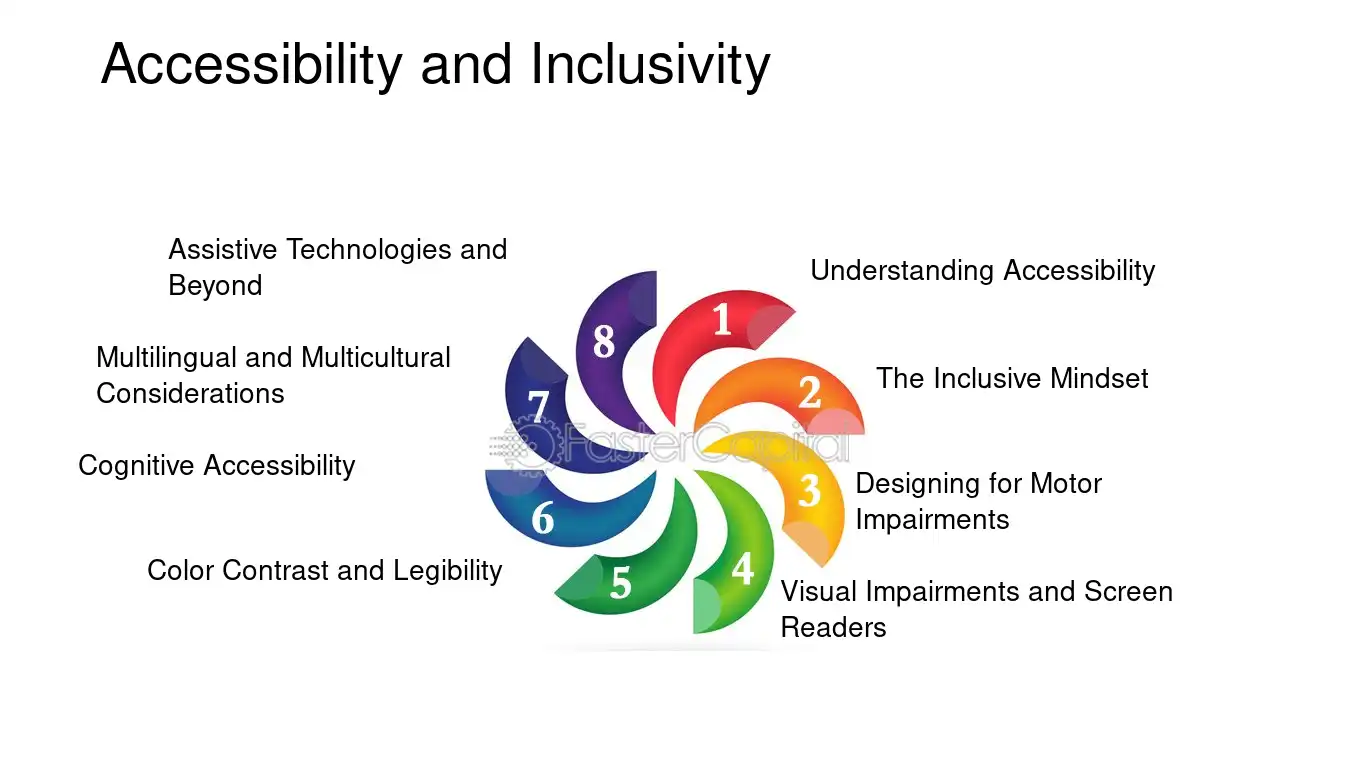 Accessibility and Inclusivity
Assistive Technologies and
Beyond
Multilingual and Multicultural
Considerations
Cognitive Accessibility
Color Contrast and Legibility
8
7
6
5
1
2
3
4
FasterCapital
Understanding Accessibility
The Inclusive Mindset
Designing for Motor
Impairments
Visual Impairments and Screen
Readers